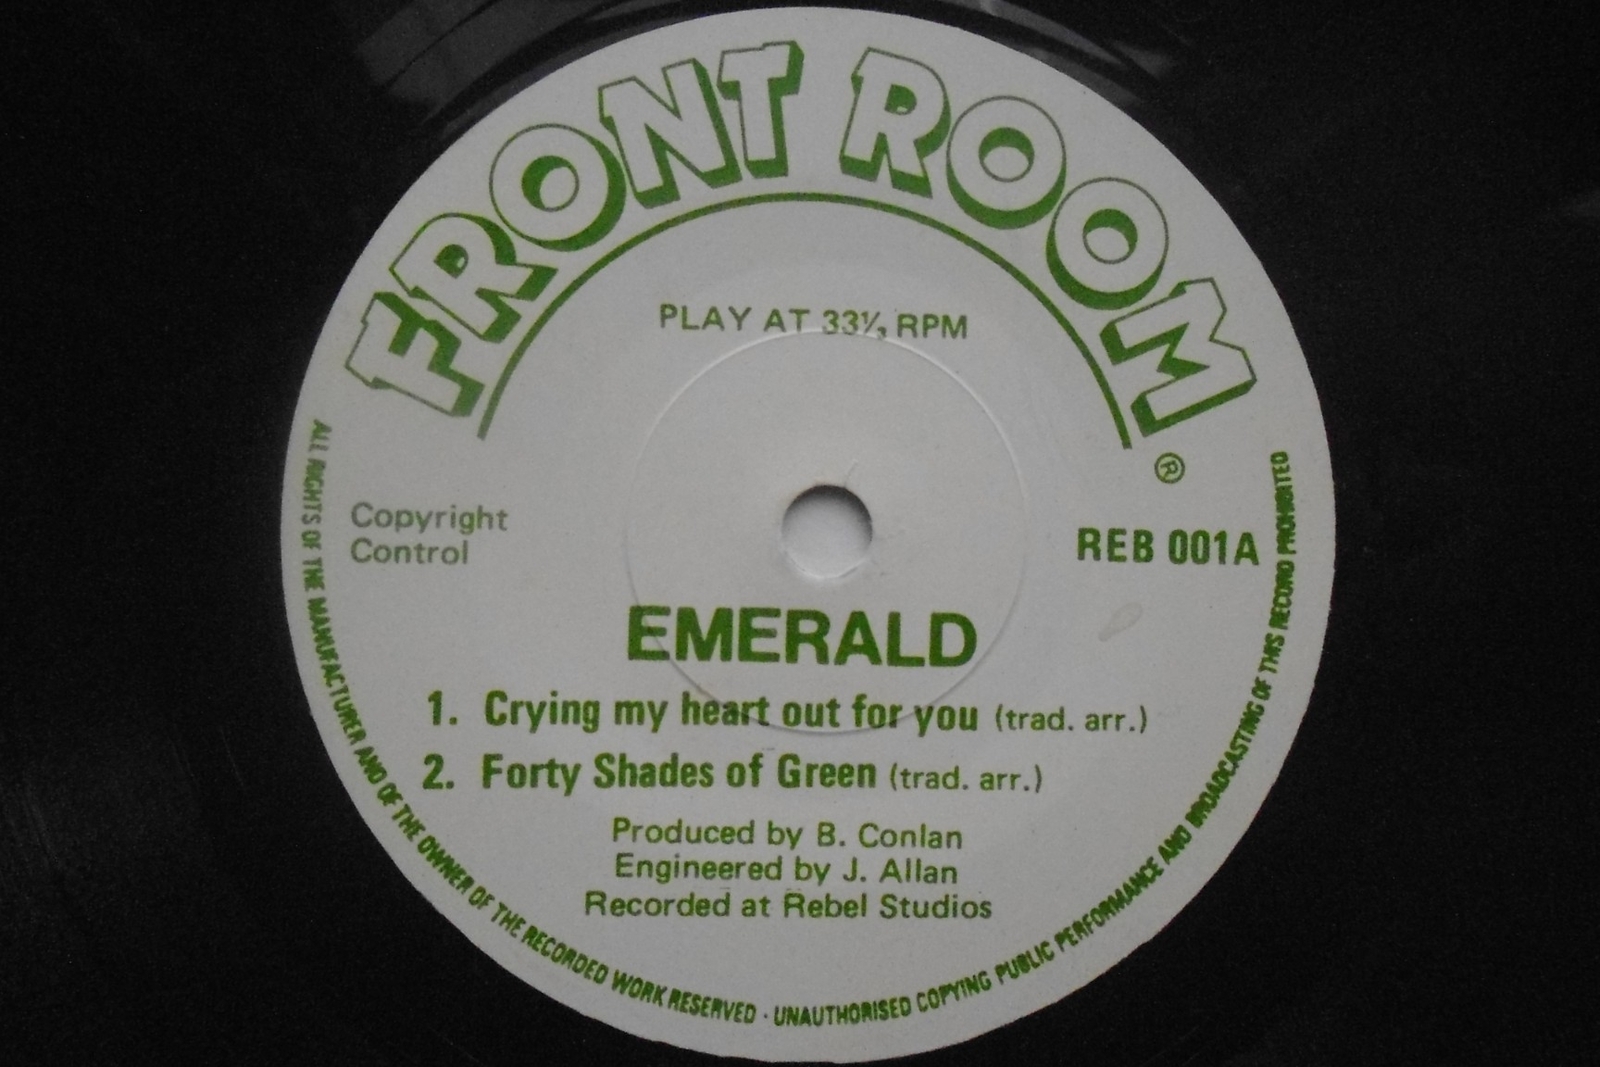 FRONT ROOM
®
PLAY AT 33⅓ RPM
Copyright
Control
REB 001A
EMERALD
1. Crying my heart out for you (trad. arr.)
2. Forty Shades of Green (trad. arr.)
Produced by B. Conlan
Engineered by J. Allan
Recorded at Rebel Studios
ALL RIGHTS OF THE MANUFACTURER AND OF THE OWNER OF THE RECORDED WORK RESERVED · UNAUTHORISED COPYING PUBLIC PERFORMANCE AND BROADCASTING OF THIS RECORD PROHIBITED